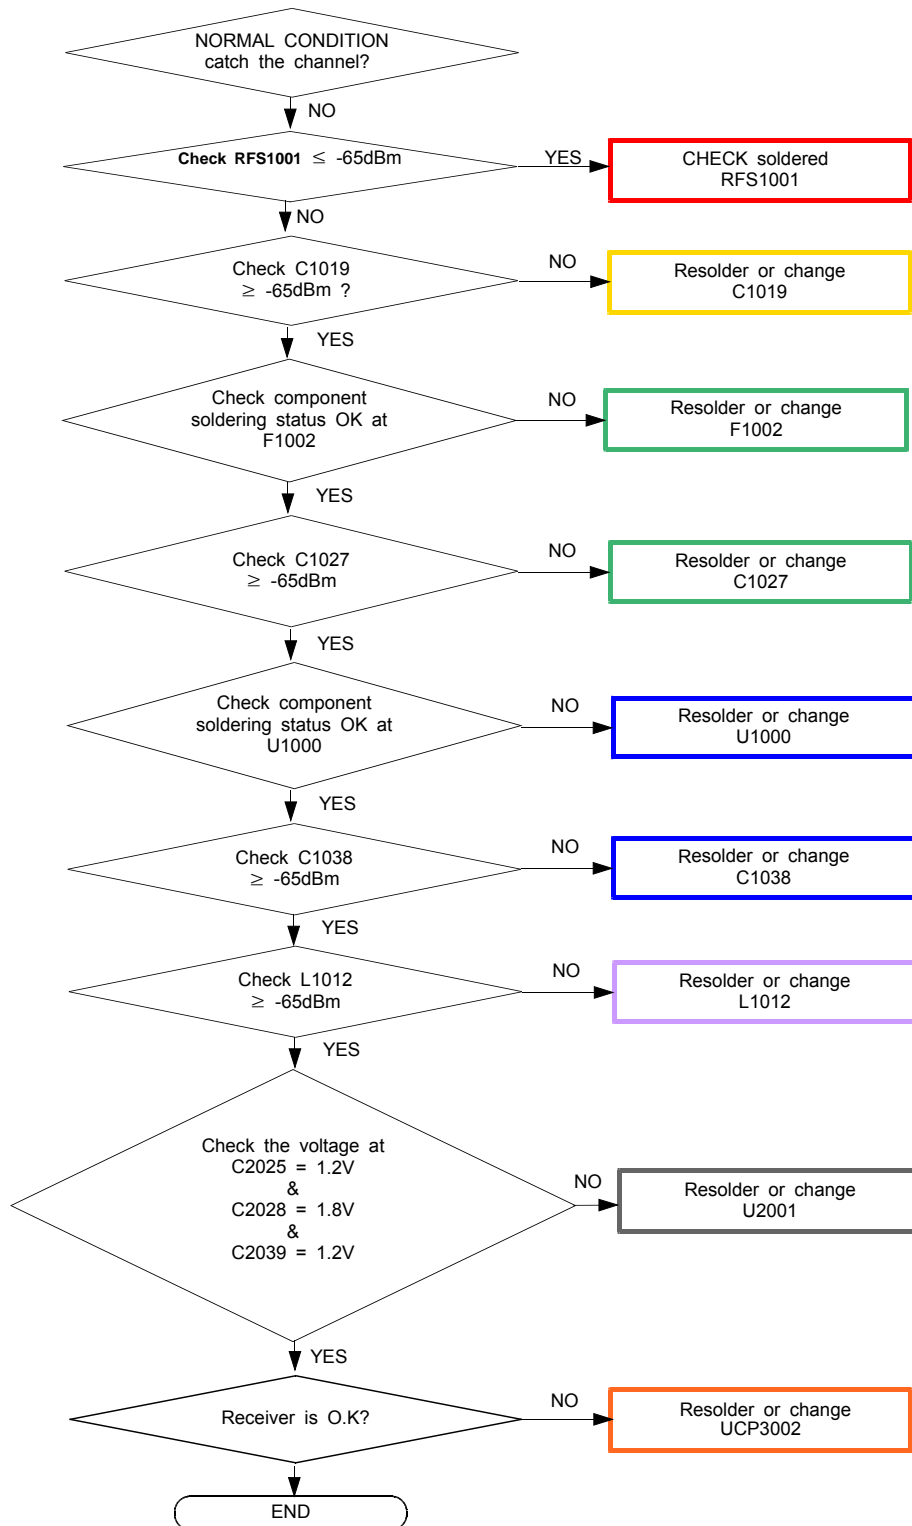 NORMAL CONDITION
catch the channel?
NO
Check RFS1001 ≤ -65dBm
YES
CHECK soldered
RFS1001
NO
Check C1019
≥ -65dBm ?
NO
Resolder or change
C1019
YES
Check component
soldering status OK at
F1002
NO
Resolder or change
F1002
YES
Check C1027
≥ -65dBm
NO
Resolder or change
C1027
YES
Check component
soldering status OK at
U1000
NO
Resolder or change
U1000
YES
Check C1038
≥ -65dBm
NO
Resolder or change
C1038
YES
Check L1012
≥ -65dBm
NO
Resolder or change
L1012
YES
Check the voltage at
C2025 = 1.2V
&
C2028 = 1.8V
&
C2039 = 1.2V
NO
Resolder or change
U2001
YES
Receiver is O.K?
NO
Resolder or change
UCP3002
END